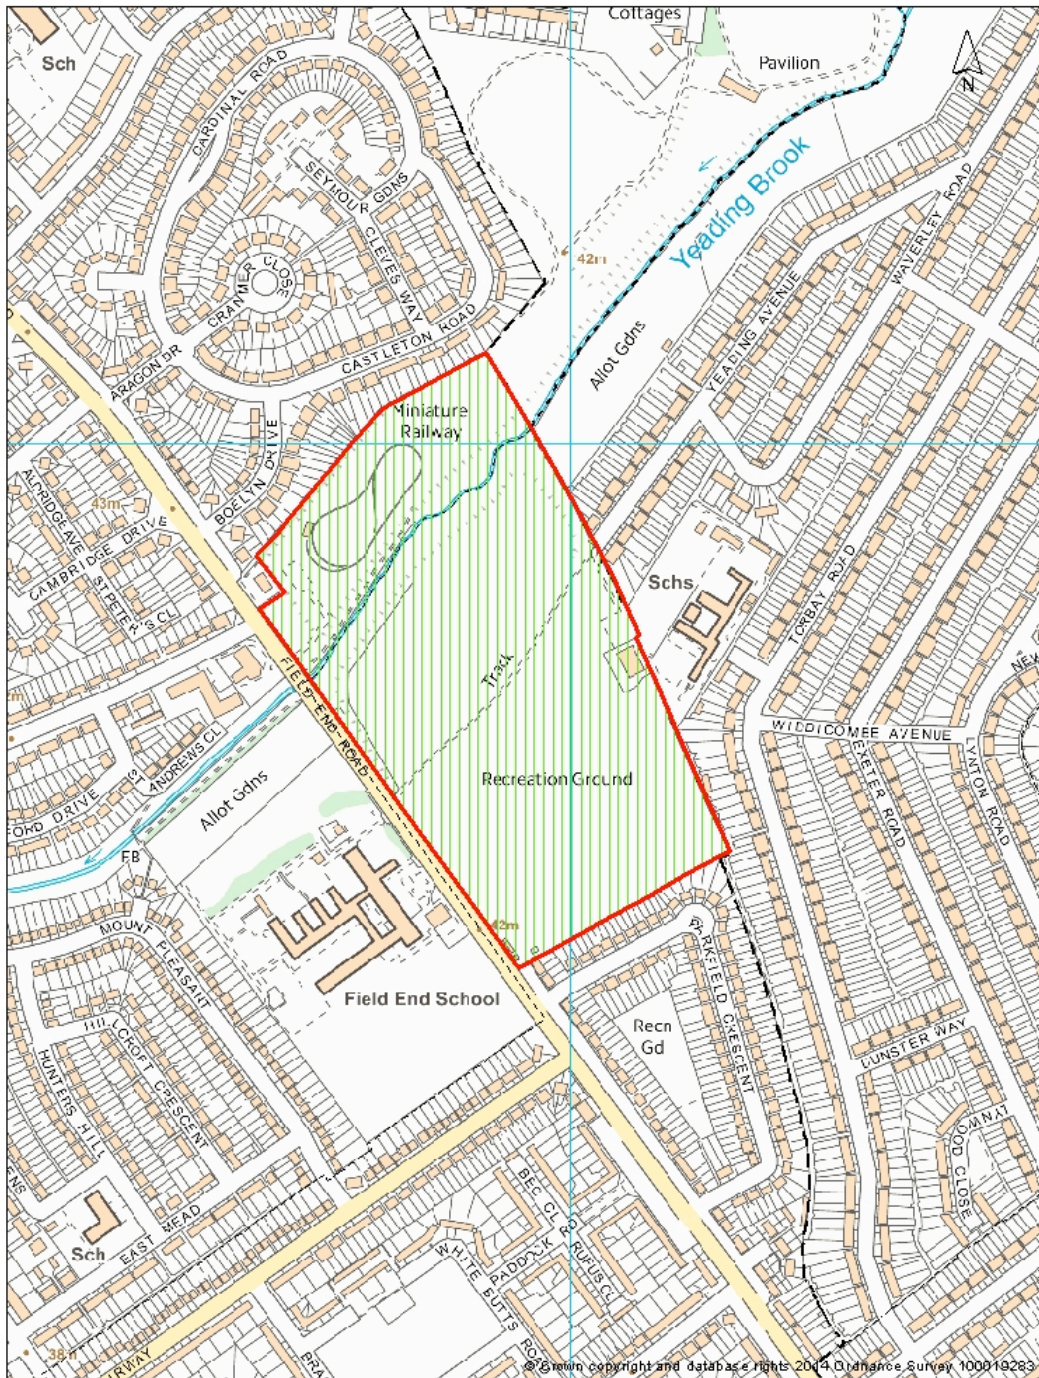 Cottages
Sch
Pavilion
N
CARDINAL ROAD
SEYMOUR GDNS
Yeading Brook
WAVERLEY ROAD
42m
CLEVES WAY
CRANMER CLOSE
YEADING AVENUE
CASTLETON ROAD
ARAGON DR
Allot Gdns
Miniature
Railway
BOELYN DRIVE
ALDRIDGE AVE
43m
CAMBRIDGE DRIVE
ST PETER'S CL
Schs
TORBAY ROAD
Track
FIELD END ROAD
NEW
WIDDICOMBE AVENUE
ST ANDREWS CL
EXETER ROAD
LYNTON ROAD
Recreation Ground
Allot Gdns
FORD DRIVE
FB
42m
MOUNT PLEASANT
PARKFIELD CRESCENT
Field End School
Recn
Gd
HILLCROFT CRESCENT
DUNSTER WAY
HUNTERS HILL
WOOD CLOSE
BEC CL
RD
RUFUS CL
EAST MEAD
Sch
PADDOCK
WHITE BUTTS ROAD
38m
BRA
© Crown copyright and database rights 2014 Ordnance Survey 100019283